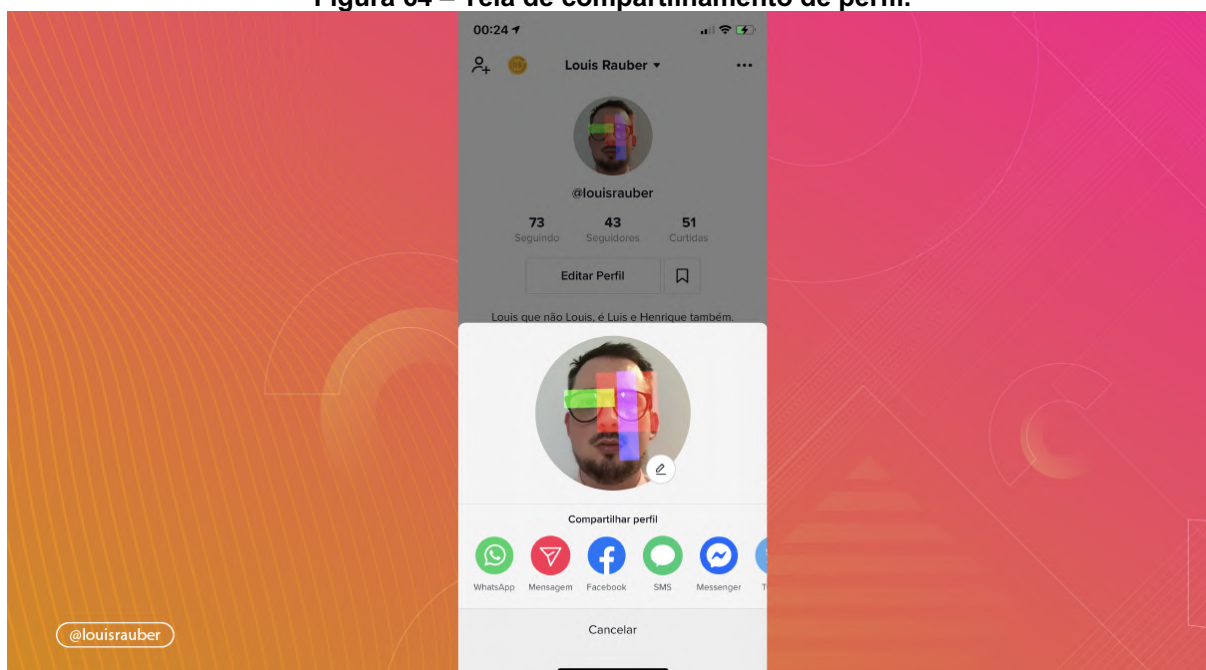 Figura 64 – Tela de compartilhamento de perfil.
00:24
Louis Rauber
@louisrauber
73 43 51
Seguindo Seguidores Curtidas
Editar Perfil
Louis que não Louis, é Luis e Henrique também.
Compartilhar perfil
WhatsApp Mensagem Facebook SMS Messenger
Cancelar
@louisrauber